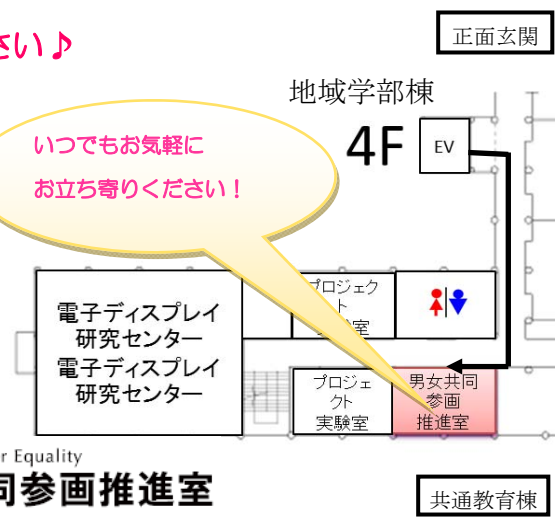 さい♪
正面玄関
地域学部棟
4F
EV
いつでもお気軽に
お立ち寄りください！
プロジェク
ト
室
電子ディスプレイ
研究センター
電子ディスプレイ
研究センター
プロジェ
クト
実験室
男女共同
参画
推進室
r Equality
同参画推進室
共通教育棟